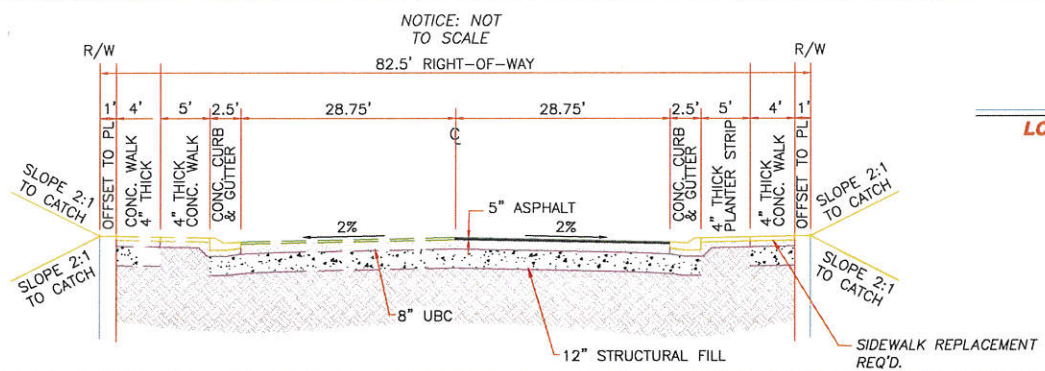 NOTICE: NOT
TO SCALE
R/W
R/W
82.5' RIGHT-OF-WAY
1'
4'
5'
2.5'
28.75'
28.75'
2.5'
5'
4'
1'
OFFSET TO PL
CONC. WALK
4" THICK
4" THICK
CONC. WALK
CONC. CURB
& GUTTER
℄
CONC. CURB
& GUTTER
4" THICK
PLANTER STRIP
4" THICK
CONC. WALK
OFFSET TO PL
LO
SLOPE 2:1
TO CATCH
SLOPE 2:1
TO CATCH
5" ASPHALT
2%
2%
SLOPE 2:1
TO CATCH
SLOPE 2:1
TO CATCH
8" UBC
12" STRUCTURAL FILL
SIDEWALK REPLACEMENT
REQ'D.